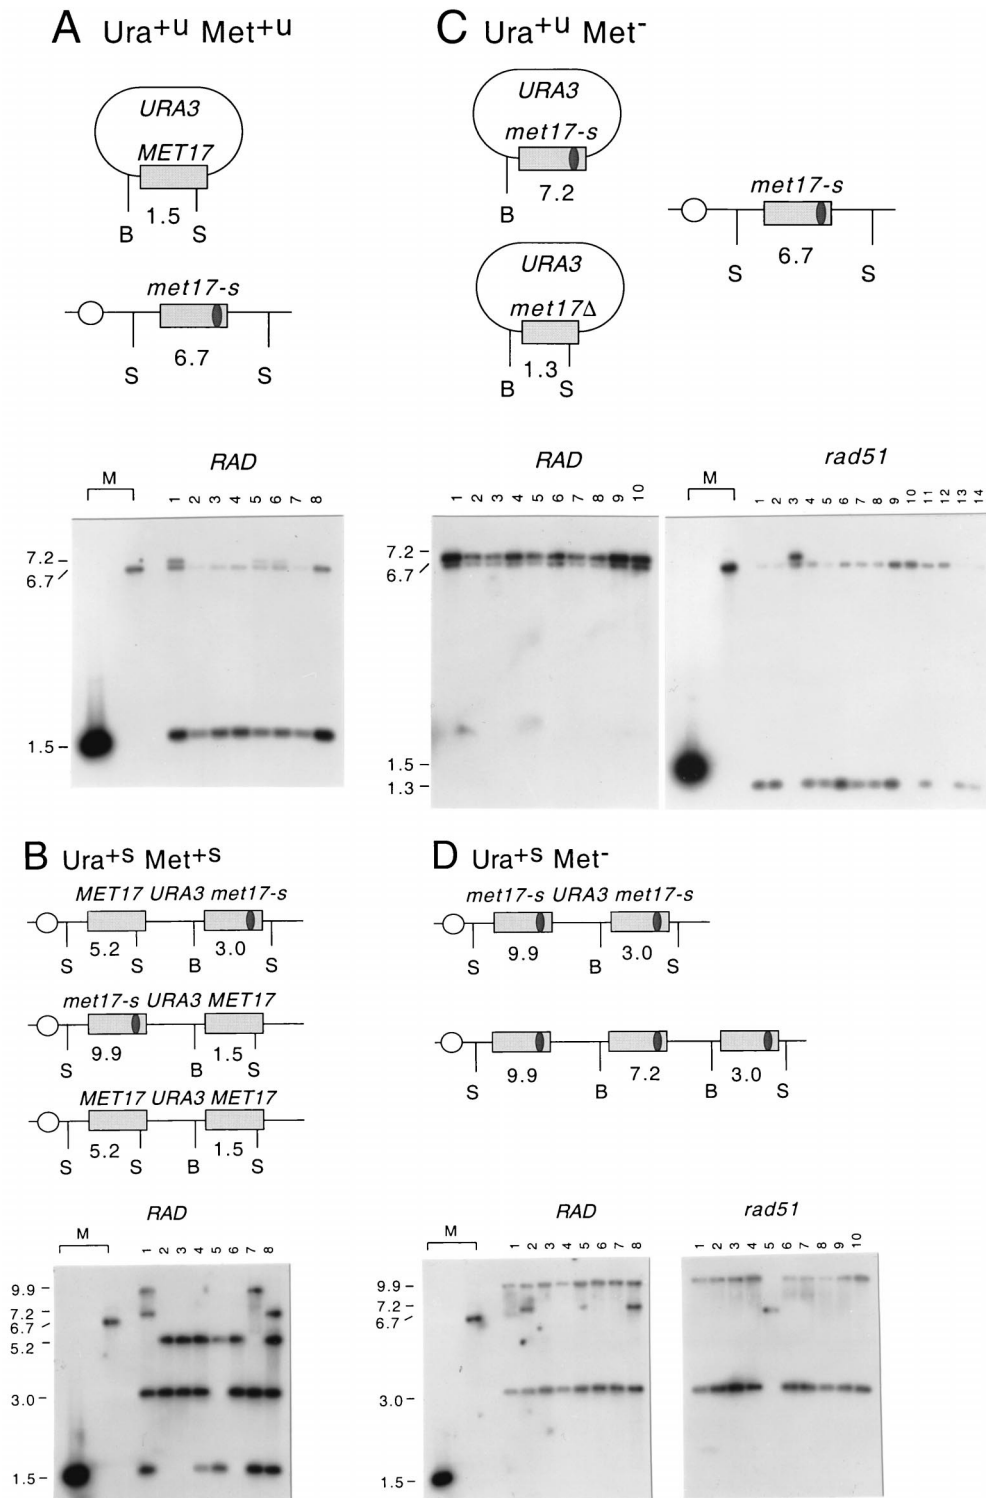 A Ura+u Met+u
URA3
MET17
1.5
B S
met17-s
6.7
S S
RAD
M
1 2 3 4 5 6 7 8
7.2
6.7
1.5
C Ura+u Met-
URA3
met17-s
7.2
B
URA3
met17Δ
1.3
B S
met17-s
6.7
S S
RAD
1 2 3 4 5 6 7 8 9 10
7.2
6.7
1.5
1.3
rad51
M
1 2 3 4 5 6 7 8 9 10 11 12 13 14
B Ura+s Met+s
MET17 URA3 met17-s
5.2 3.0
S S B S
met17-s URA3 MET17
9.9 1.5
S B S
MET17 URA3 MET17
5.2 1.5
S S B S
RAD
M
1 2 3 4 5 6 7 8
9.9
7.2
6.7
5.2
3.0
1.5
D Ura+s Met-
met17-s URA3 met17-s
9.9 3.0
S B S
9.9 7.2 3.0
S B B S
RAD
M
1 2 3 4 5 6 7 8
9.9
7.2
6.7
3.0
1.5
rad51
1 2 3 4 5 6 7 8 9 10